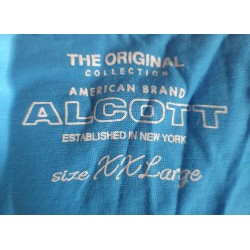 THE ORIGINAL
COLLECTION
AMERICAN BRAND
ALCOTT
ESTABLISHED IN NEW YORK
size XXLarge